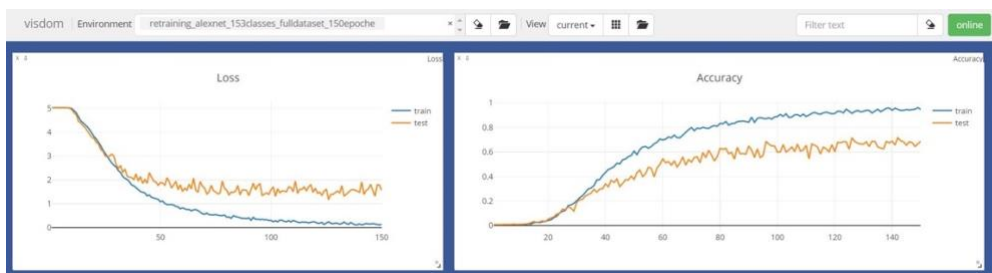 visdom Environment retraining_alexnet_153classes_fulldataset_150epoche × View current Filter text online
Loss
Loss
5
4
3
2
1
0
50 100 150
train
test
Accuracy
Accuracy
1
0.8
0.6
0.4
0.2
0
20 40 60 80 100 120 140
train
test